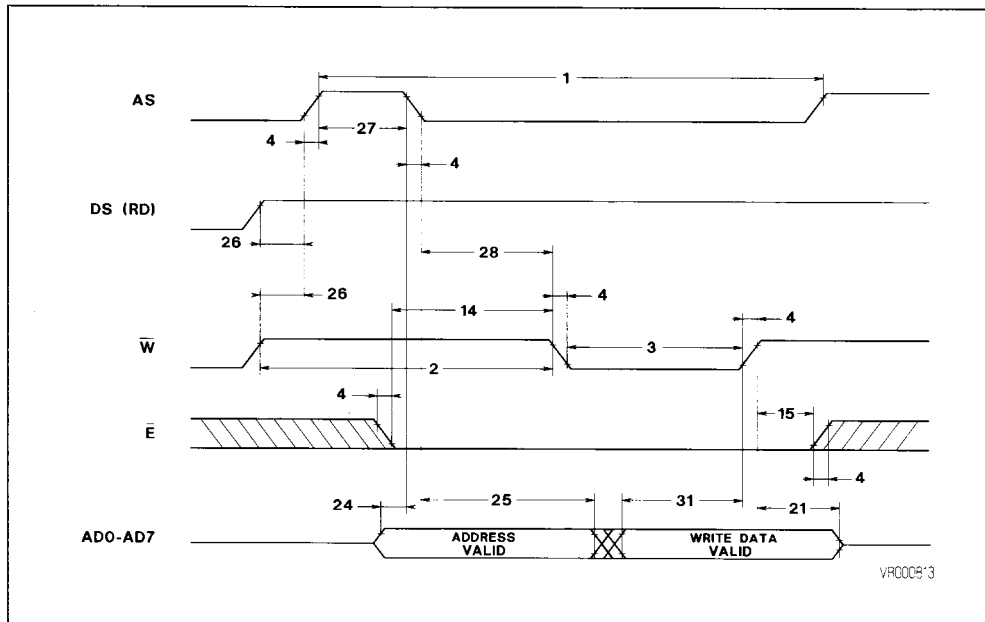 1
AS
4
27
4
DS (RD)
26
28
26
4
14
4
W̅
3
2
4
E̅
15
4
24
25
31
21
AD0-AD7
ADDRESS
VALID
WRITE DATA
VALID
VR000813